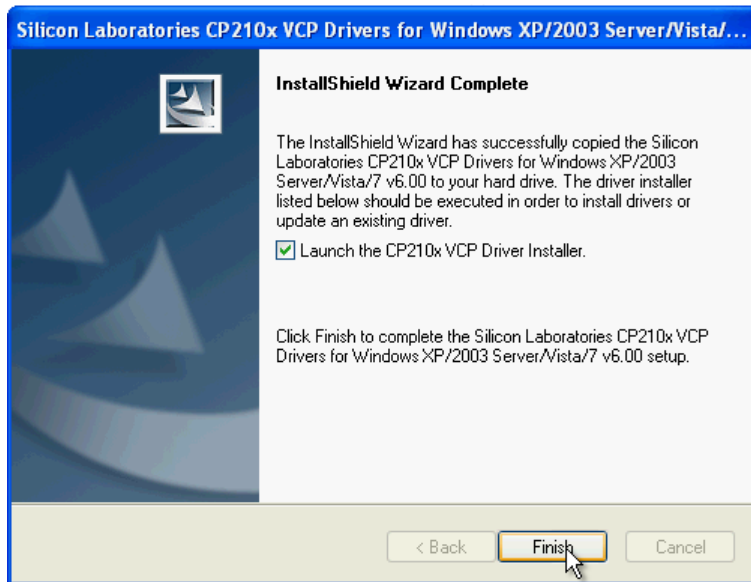 Silicon Laboratories CP210x VCP Drivers for Windows XP/2003 Server/Vista/...
InstallShield Wizard Complete
The InstallShield Wizard has successfully copied the Silicon
Laboratories CP210x VCP Drivers for Windows XP/2003
Server/Vista/7 v6.00 to your hard drive. The driver installer
listed below should be executed in order to install drivers or
update an existing driver.
Launch the CP210x VCP Driver Installer.
Click Finish to complete the Silicon Laboratories CP210x VCP
Drivers for Windows XP/2003 Server/Vista/7 v6.00 setup.
< Back Finish Cancel